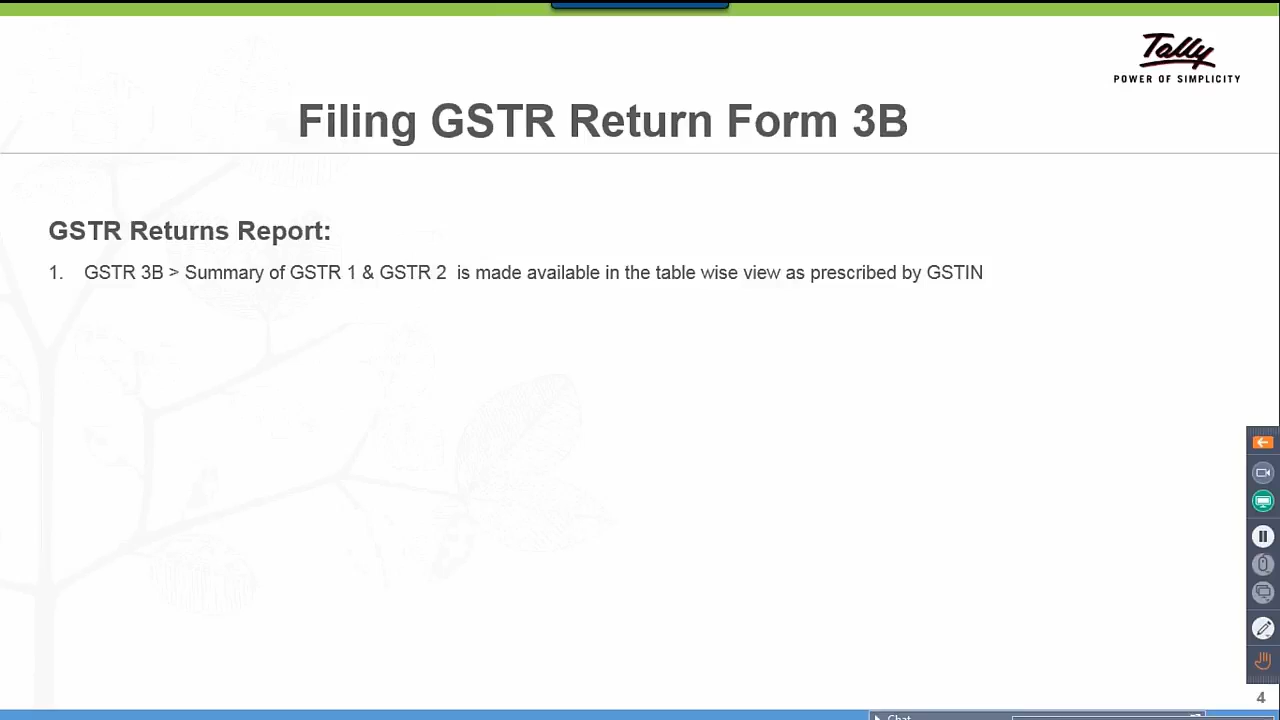 Tally
POWER OF SIMPLICITY
Filing GSTR Return Form 3B
GSTR Returns Report:
1. GSTR 3B > Summary of GSTR 1 & GSTR 2 is made available in the table wise view as prescribed by GSTIN
4
Chat